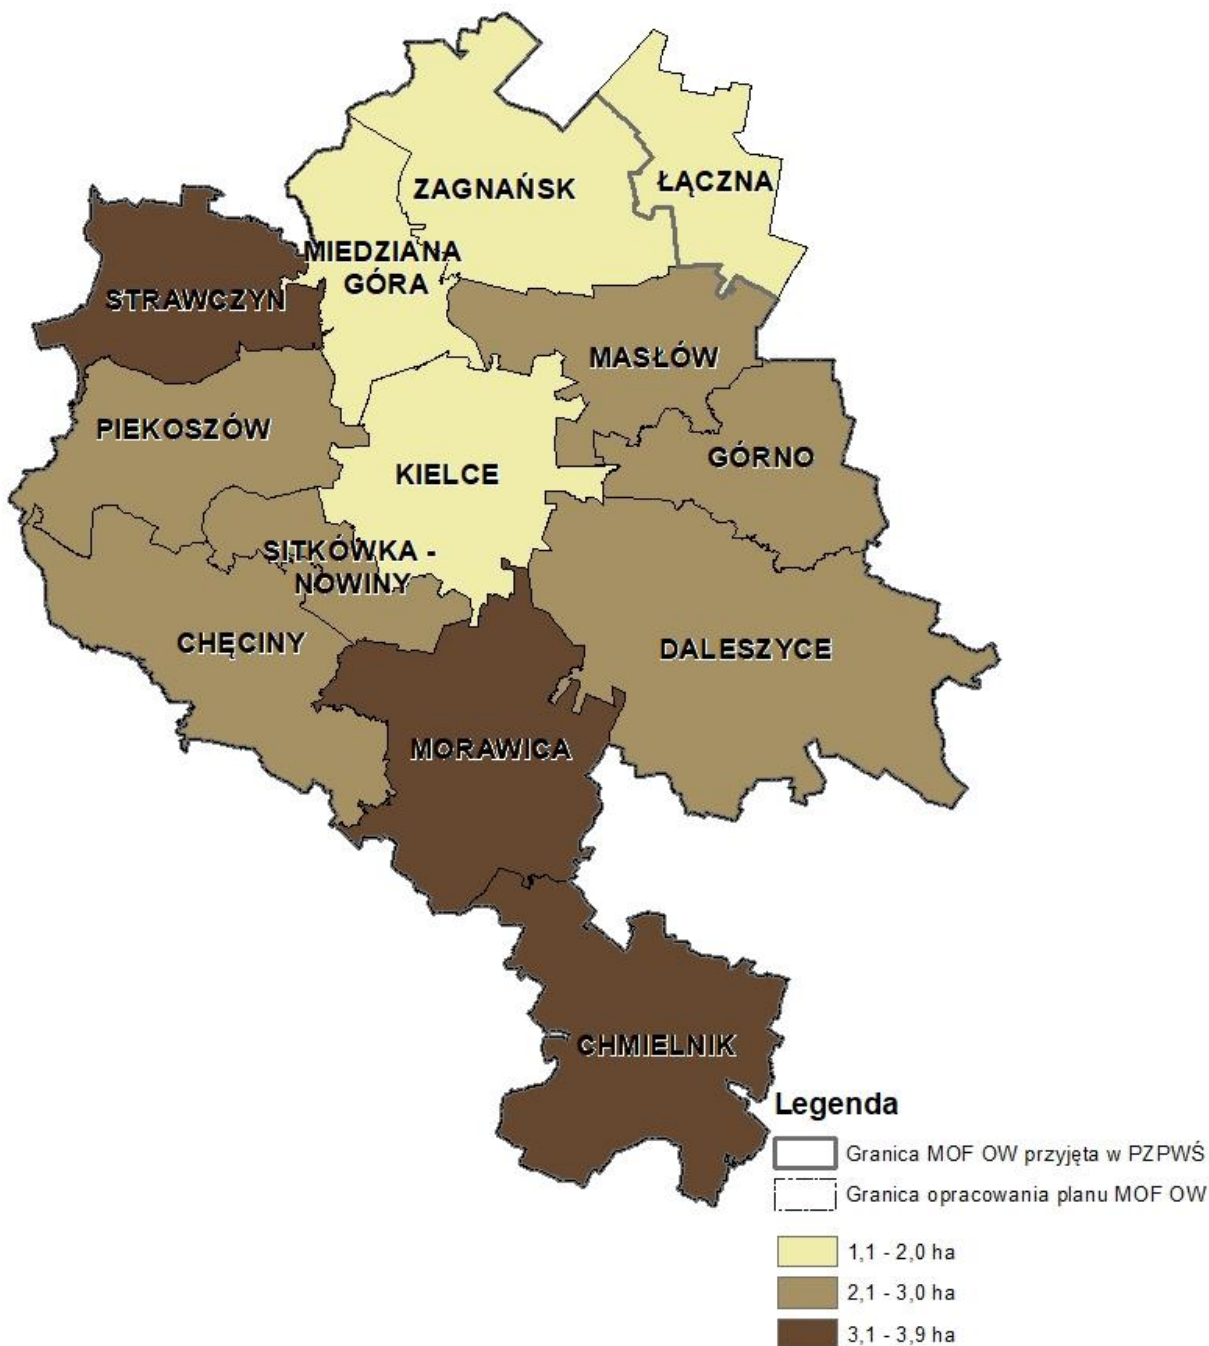 ZAGNAŃSK
ŁĄCZNA
MIEDZIANA
GÓRA
STRAWCZYN
MASŁÓW
PIEKOSZÓW
GÓRNO
KIELCE
SITKÓWKA -
NOWINY
CHĘCINY
DALESZYCE
MORAWICA
CHMIELNIK
Legenda
Granica MOF OW przyjęta w PZPWŚ
Granica opracowania planu MOF OW
1,1 - 2,0 ha
2,1 - 3,0 ha
3,1 - 3,9 ha